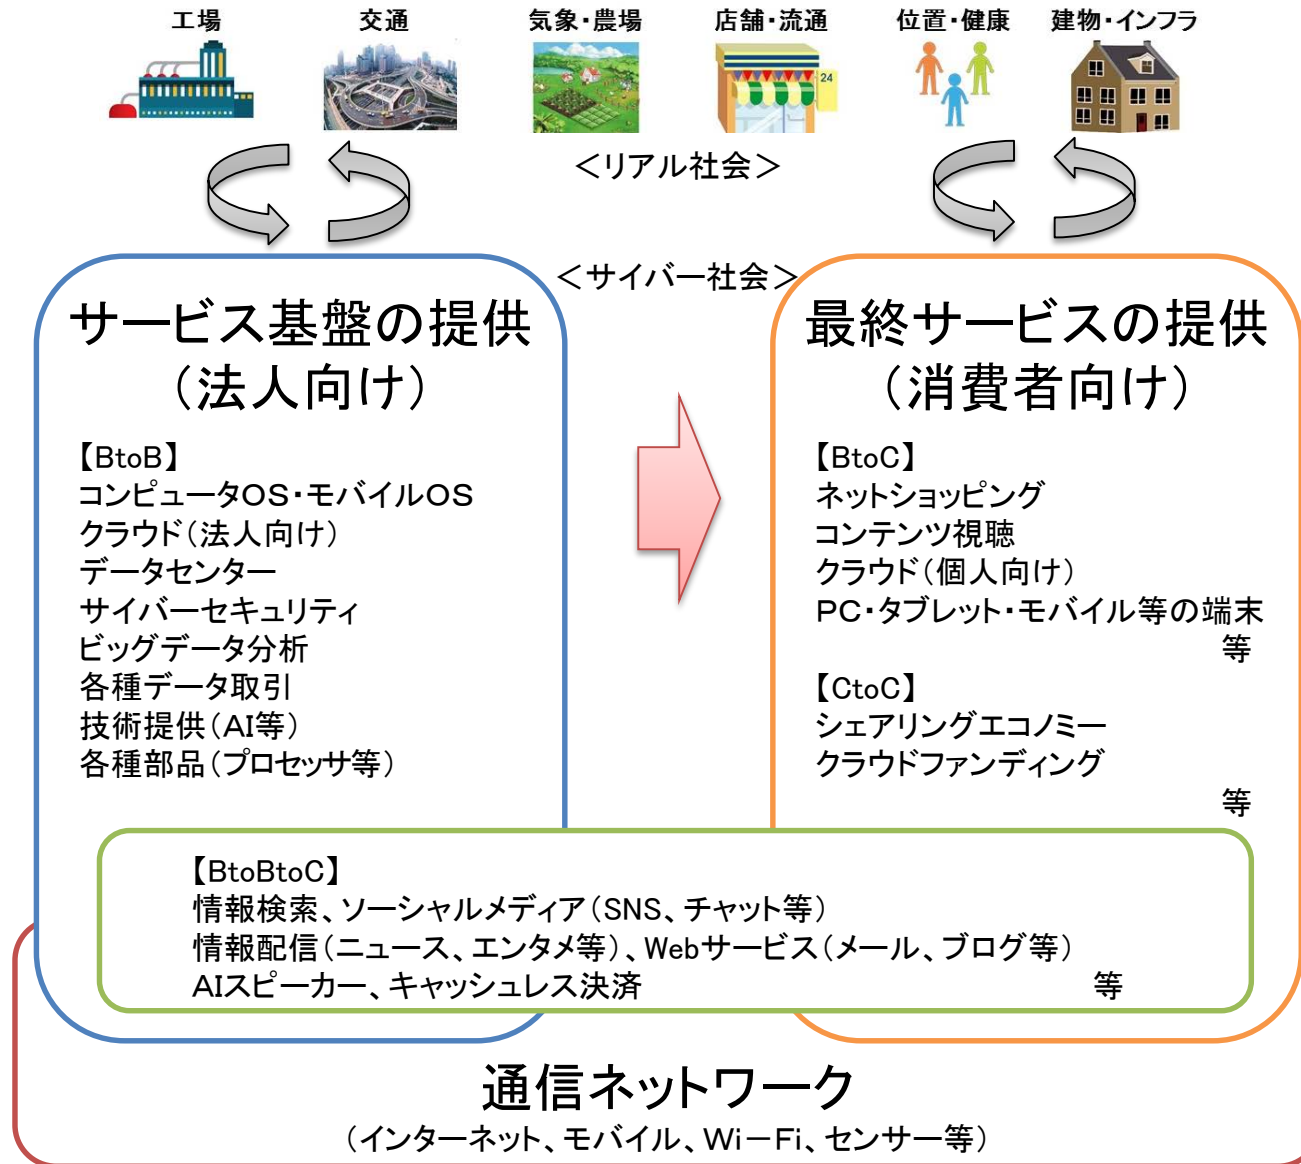 工場 交通 気象・農場 店舗・流通 位置・健康 建物・インフラ
24
＜リアル社会＞
＜サイバー社会＞
サービス基盤の提供
（法人向け）
【BtoB】
コンピュータOS・モバイルOS
クラウド（法人向け）
データセンター
サイバーセキュリティ
ビッグデータ分析
各種データ取引
技術提供（AI等）
各種部品（プロセッサ等）
最終サービスの提供
（消費者向け）
【BtoC】
ネットショッピング
コンテンツ視聴
クラウド（個人向け）
PC・タブレット・モバイル等の端末
等
【CtoC】
シェアリングエコノミー
クラウドファンディング
等
【BtoBtoC】
情報検索、ソーシャルメディア（SNS、チャット等）
情報配信（ニュース、エンタメ等）、Webサービス（メール、ブログ等）
AIスピーカー、キャッシュレス決済 等
通信ネットワーク
（インターネット、モバイル、Wi－Fi、センサー等）